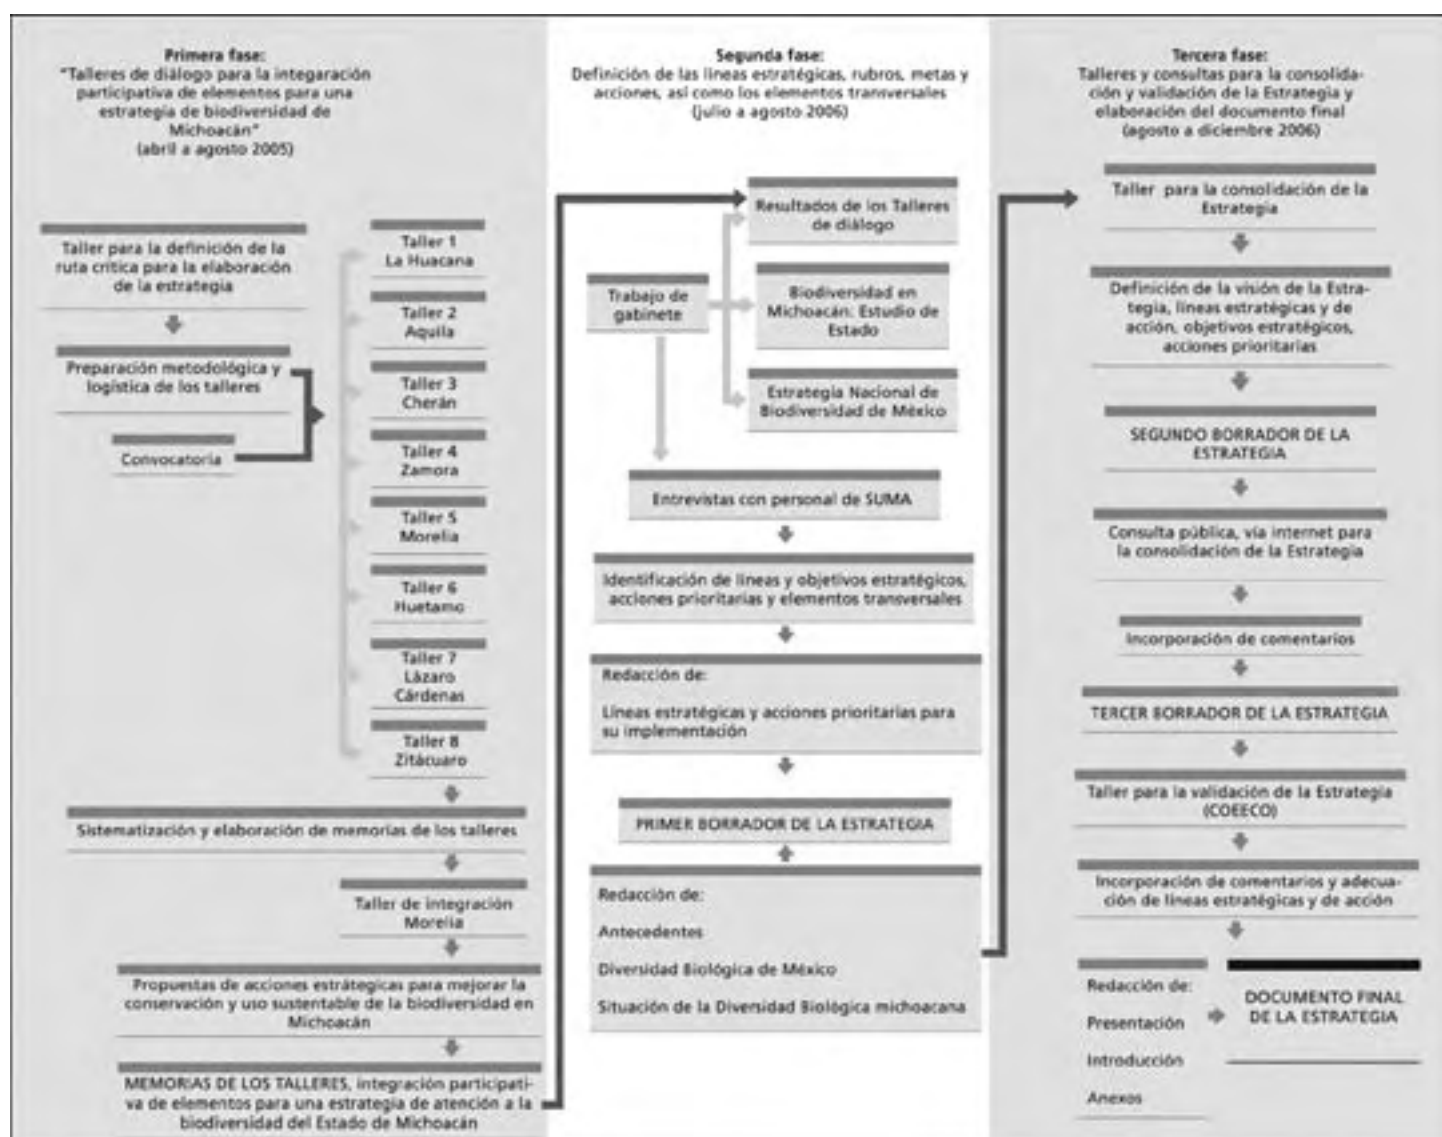 Primera fase:
"Talleres de diálogo para la integaración
participativa de elementos para una
estrategia de biodiversidad de
Michoacán"
(abril a agosto 2005)
Taller para la definición de la
ruta crítica para la elaboración
de la estrategia
Preparación metodológica y
logística de los talleres
Convocatoria
Taller 1
La Huacana
Taller 2
Aquila
Taller 3
Cherán
Taller 4
Zamora
Taller 5
Morelia
Taller 6
Huetamo
Taller 7
Lázaro
Cárdenas
Taller 8
Zitácuaro
Sistematización y elaboración de memorias de los talleres
Taller de integración
Morelia
Propuestas de acciones estrátegicas para mejorar la
conservación y uso sustentable de la biodiversidad en
Michoacán
MEMORIAS DE LOS TALLERES, integración participati-
va de elementos para una estrategia de atención a la
biodiversidad del Estado de Michoacán
Segunda fase:
Definición de las líneas estratégicas, rubros, metas y
acciones, así como los elementos transversales
(julio a agosto 2006)
Resultados de los Talleres
de diálogo
Trabajo de
gabinete
Biodiversidad en
Michoacán: Estudio de
Estado
Estrategia Nacional de
Biodiversidad de México
Entrevistas con personal de SUMA
Identificación de líneas y objetivos estratégicos,
acciones prioritarias y elementos transversales
Redacción de:
Líneas estratégicas y acciones prioritarias para
su implementación
PRIMER BORRADOR DE LA ESTRATEGIA
Redacción de:
Antecedentes
Diversidad Biológica de México
Situación de la Diversidad Biológica michoacana
Tercera fase:
Talleres y consultas para la consolida-
ción y validación de la Estrategia y
elaboración del documento final
(agosto a diciembre 2006)
Taller para la consolidación de la
Estrategia
Definición de la visión de la Estra-
tegia, líneas estratégicas y de
acción, objetivos estratégicos,
acciones prioritarias
SEGUNDO BORRADOR DE LA
ESTRATEGIA
Consulta pública, vía internet para
la consolidación de la Estrategia
Incorporación de comentarios
TERCER BORRADOR DE LA ESTRATEGIA
Taller para la validación de la Estrategia
(COEECO)
Incorporación de comentarios y adecua-
ción de líneas estratégicas y de acción
Redacción de:
Presentación
Introducción
Anexos
DOCUMENTO FINAL
DE LA ESTRATEGIA